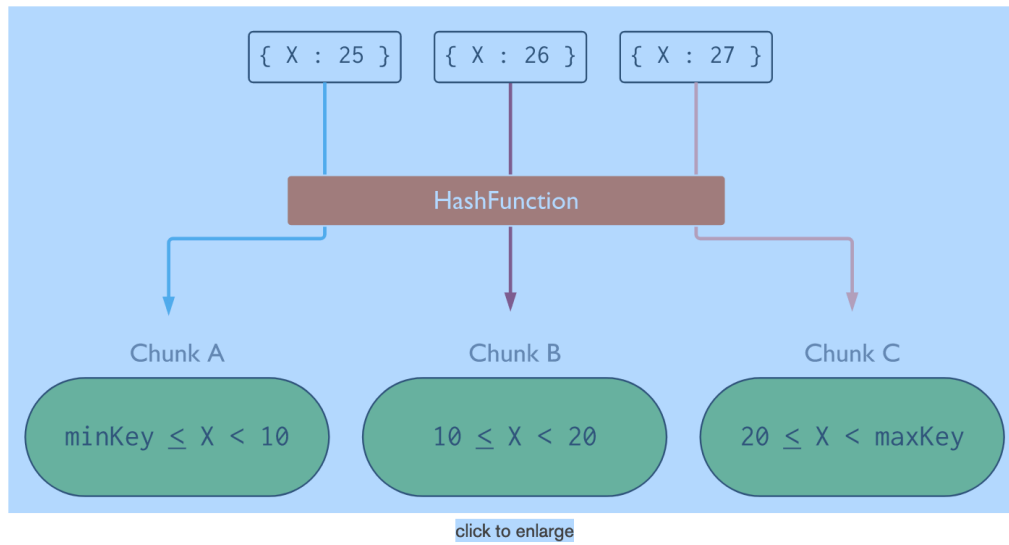 { X : 25 } { X : 26 } { X : 27 }
HashFunction
Chunk A Chunk B Chunk C
minKey ≤ X < 10 10 ≤ X < 20 20 ≤ X < maxKey
click to enlarge